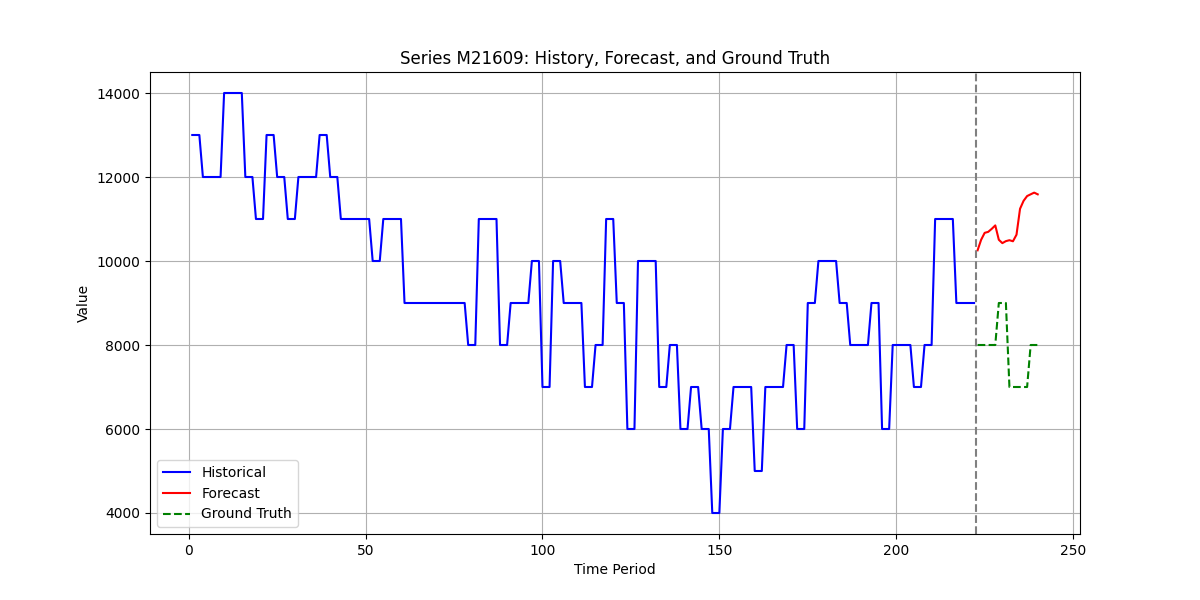 Series M21609: History, Forecast, and Ground Truth
14000
12000
10000
8000
6000
4000
Value
Historical
Forecast
Ground Truth
0
50
100
150
200
250
Time Period